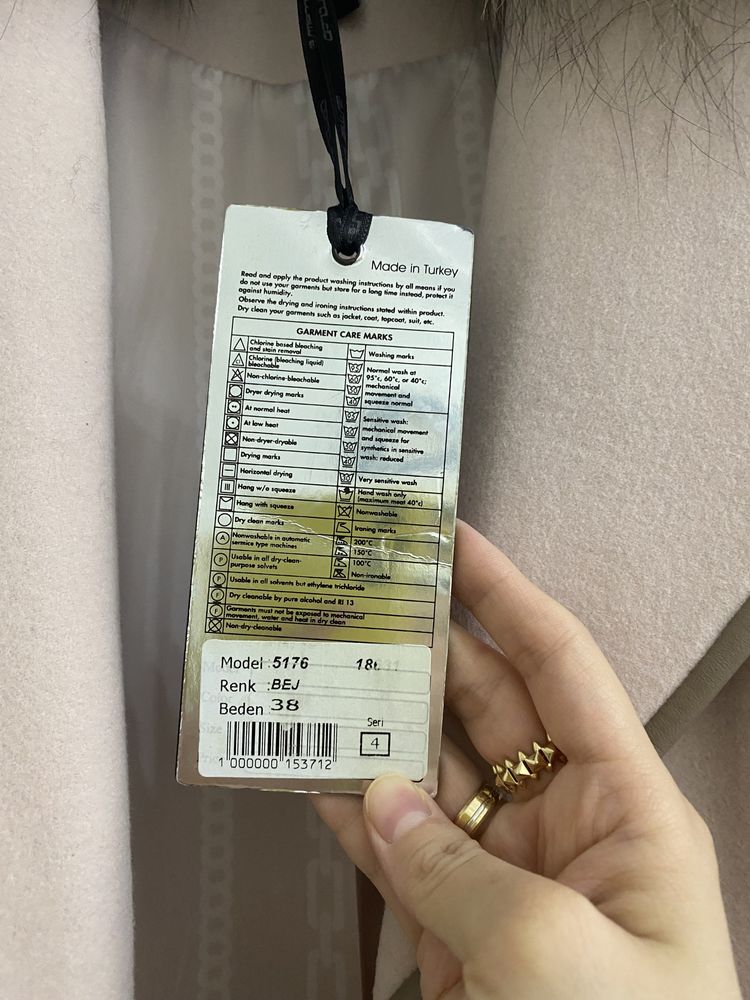 Made in Turkey
Read and apply the product washing instructions by all means if you
do not use your garments but store for a long time instead, protect it
against humidity.
Observe the drying and ironing instructions stated within product.
Dry clean your garments such as jacket, coat, topcoat, suit, etc.
GARMENT CARE MARKS
Chlorine based bleaching
and stain removal
Chlorine (bleaching liquid)
bleachable
Non-chlorine-bleachable
Dryer drying marks
At normal heat
At low heat
Non-dryer-dryable
Drying marks
Horizontal drying
Hang w/o squeeze
Hang with squeeze
Dry clean marks
A
Nonwashable in automatic
service type machines
P
Usable in all dry-clean-
purpose solvets
P
Usable in all solvents but ethylene trichloride
F
Dry cleanable by pure alcohol and RI 13
F
Garments must not be exposed to mechanical
movement, water and heat in dry clean
Non-dry-cleanable
Washing marks
Normal wash at
95°c, 60°c, or 40°c;
mechanical
movement and
squeeze normal
Sensitive wash:
mechanical movement
and squeeze for
synthetics in sensitive
wash: reduced
Very sensitive wash
Hand wash only
(maximum meat 40°c)
Nonwashable
Ironing marks
200°C
150°C
100°C
Non-ironable
Model :5176
Renk :BEJ
Beden 38
Seri
4
1 000000 153712